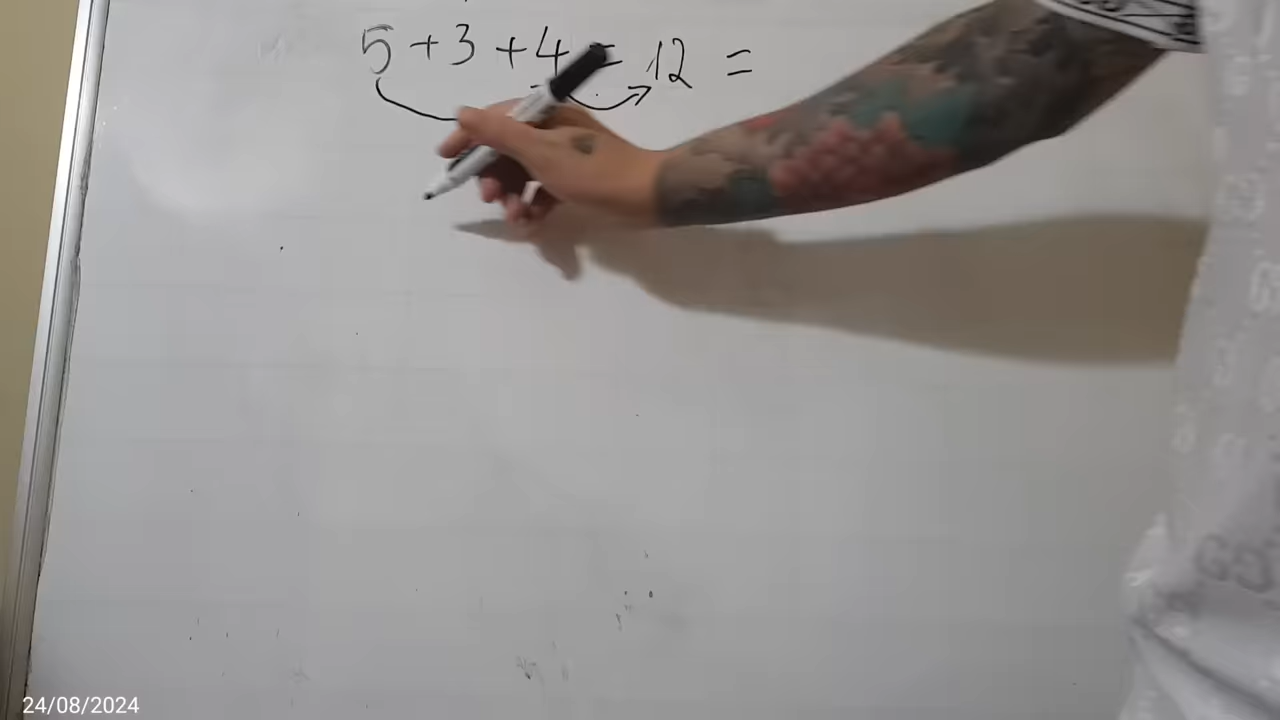 5 + 3 + 4 = 12 =
24/08/2024